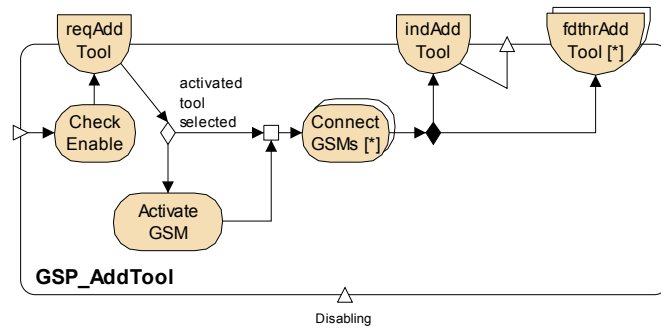 reqAdd
Tool
indAdd
Tool
fdthrAdd
Tool [*]
activated
tool
selected
Check
Enable
Connect
GSMs [*]
Activate
GSM
GSP_AddTool
Disabling